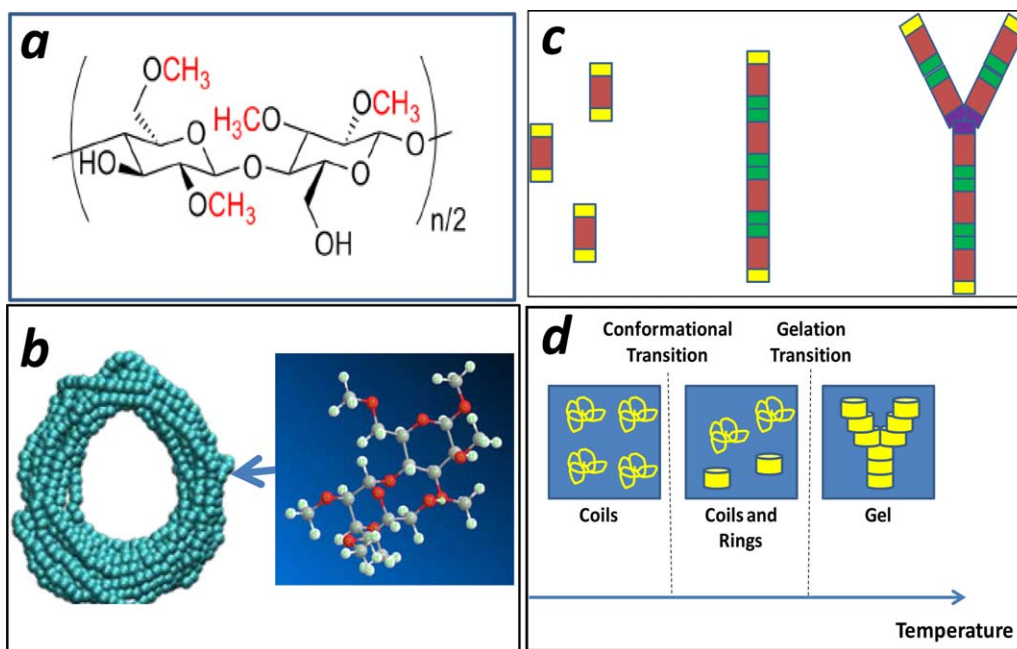 a
OCH3
H3CO
OCH3
O
O
HO
O
O
OCH3
OH
n/2
b
c
d
Conformational
Transition
Gelation
Transition
Coils
Coils and
Rings
Gel
Temperature